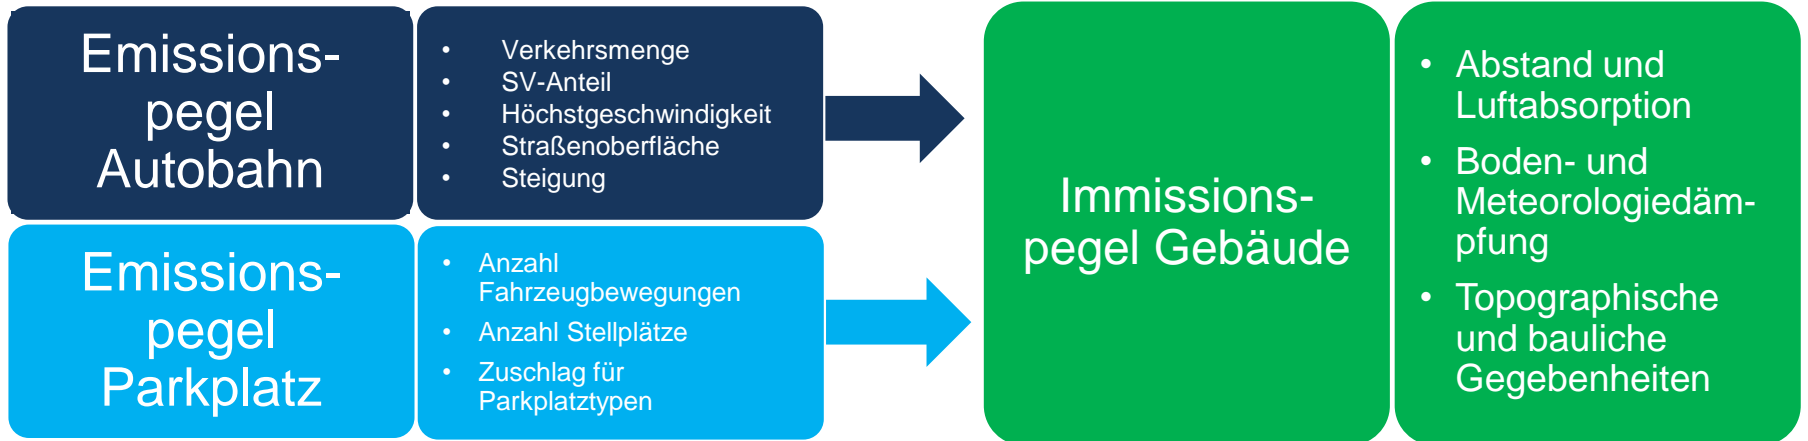 Emissions-
pegel
Autobahn
• Verkehrsmenge
• SV-Anteil
• Höchstgeschwindigkeit
• Straßenoberfläche
• Steigung
Emissions-
pegel
Parkplatz
• Anzahl
Fahrzeugbewegungen
• Anzahl Stellplätze
• Zuschlag für
Parkplatztypen
Immissions-
pegel Gebäude
• Abstand und
Luftabsorption
• Boden- und
Meteorologiedäm-
pfung
• Topographische
und bauliche
Gegebenheiten